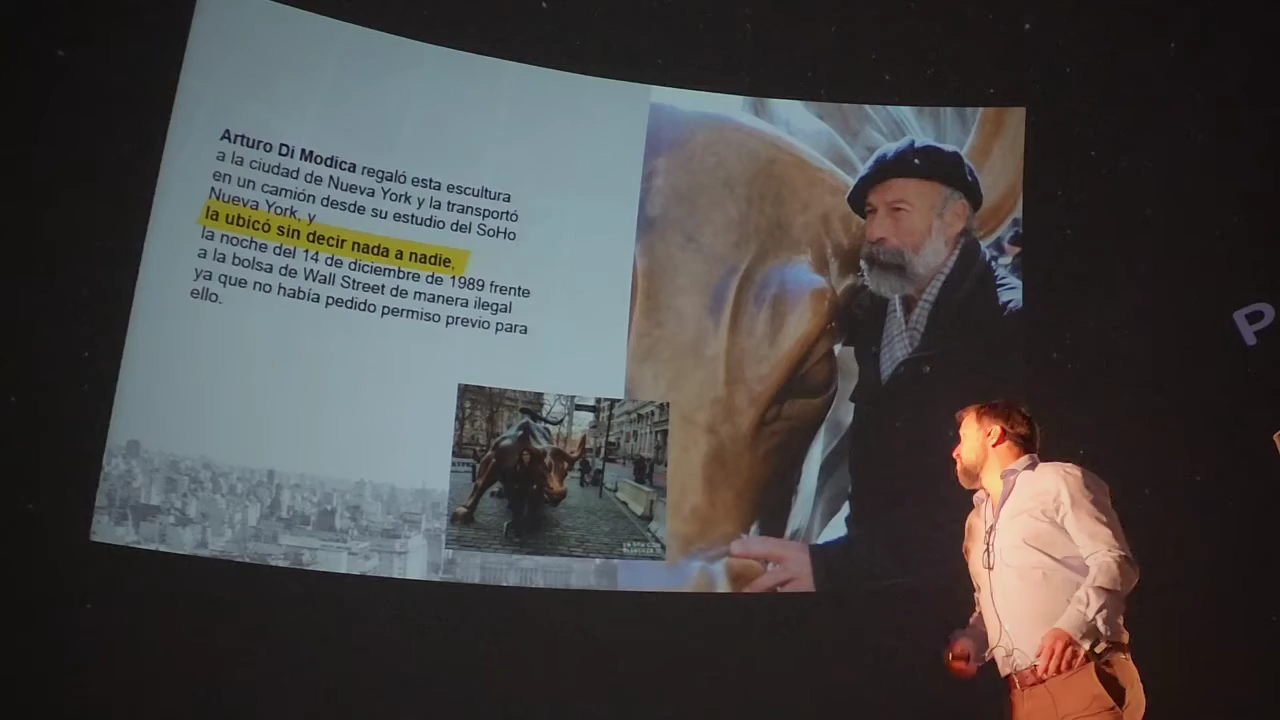 Arturo Di Modica regaló esta escultura
a la ciudad de Nueva York y la transportó
en un camión desde su estudio del SoHo
Nueva York, y
la ubicó sin decir nada a nadie,
la noche del 14 de diciembre de 1989 frente
a la bolsa de Wall Street de manera ilegal
ya que no había pedido permiso previo para
ello.
P